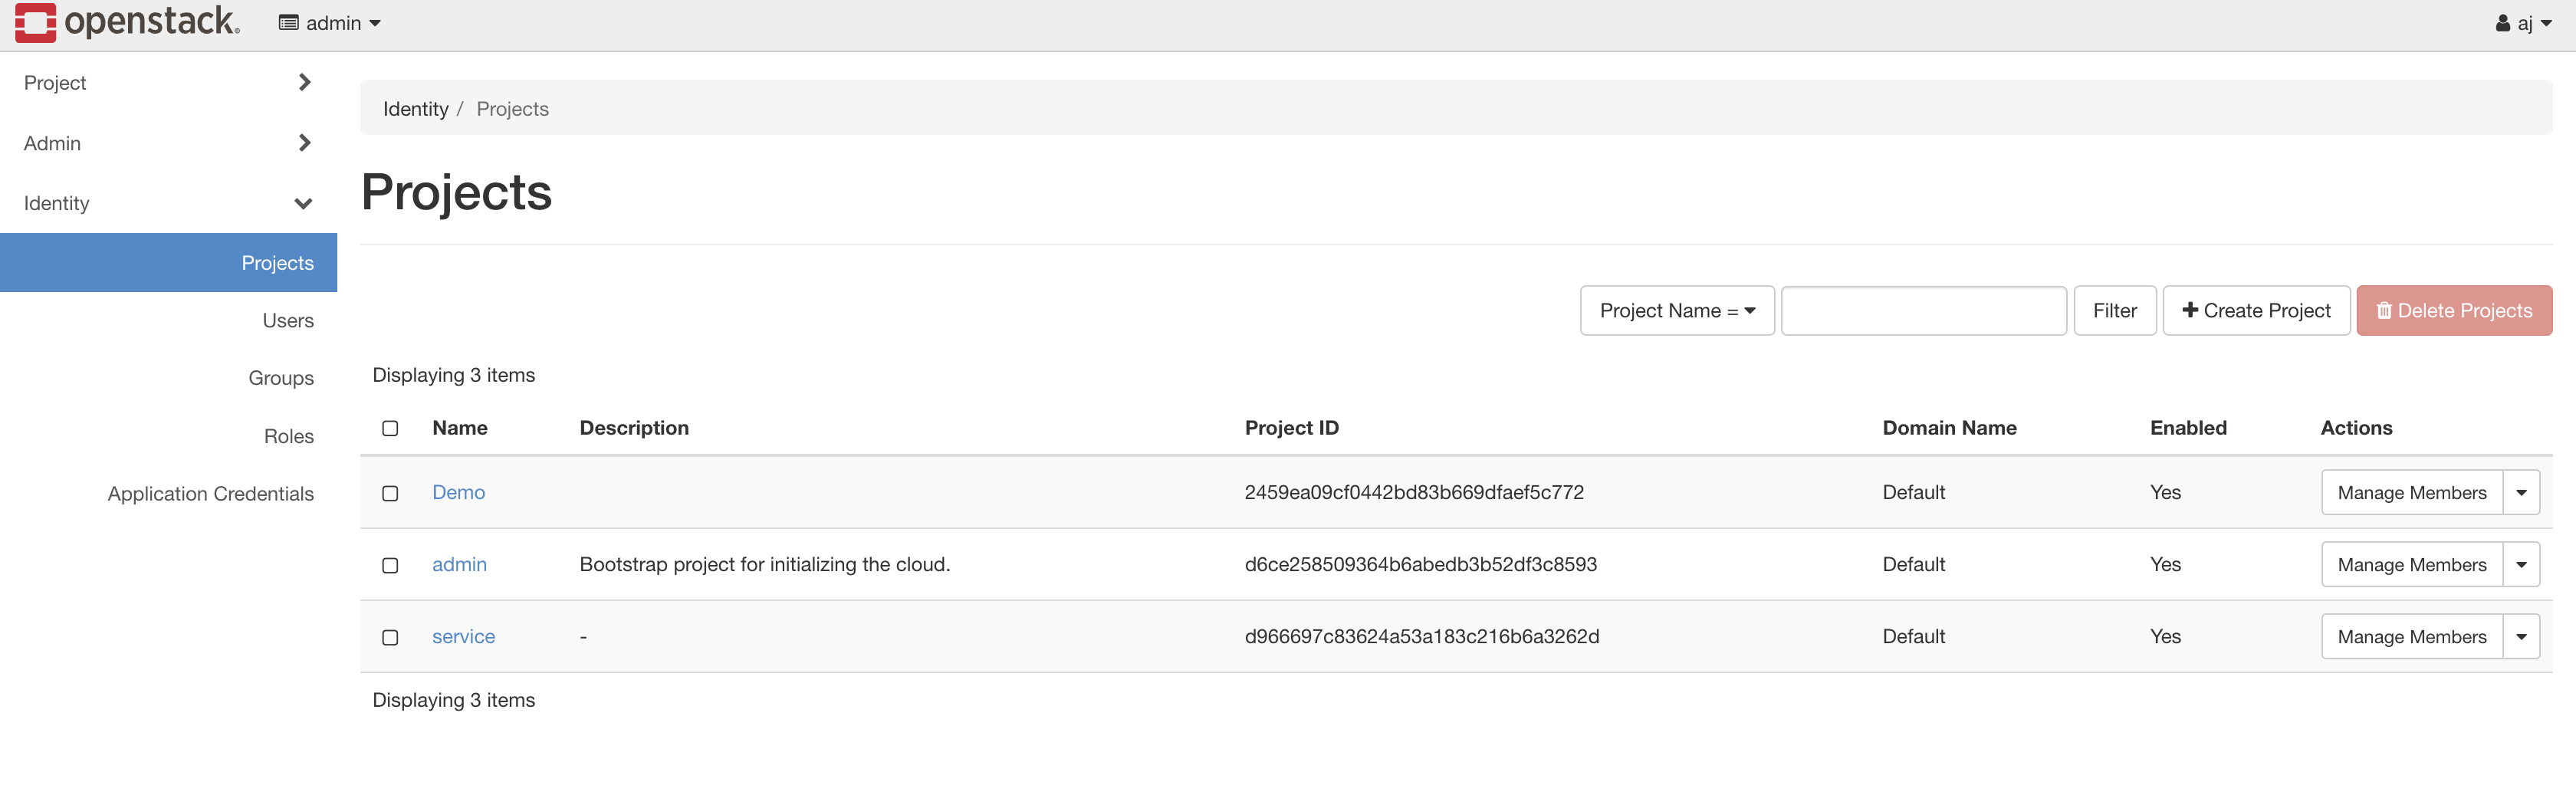 openstack.
admin
aj
Project
Admin
Identity
Projects
Users
Groups
Roles
Application Credentials
Identity / Projects
Projects
Project Name =
Filter
Create Project
Delete Projects
Displaying 3 items
Name Description Project ID Domain Name Enabled Actions
Demo 2459ea09cf0442bd83b669dfaef5c772 Default Yes Manage Members
admin Bootstrap project for initializing the cloud. d6ce258509364b6abedb3b52df3c8593 Default Yes Manage Members
service - d966697c83624a53a183c216b6a3262d Default Yes Manage Members
Displaying 3 items